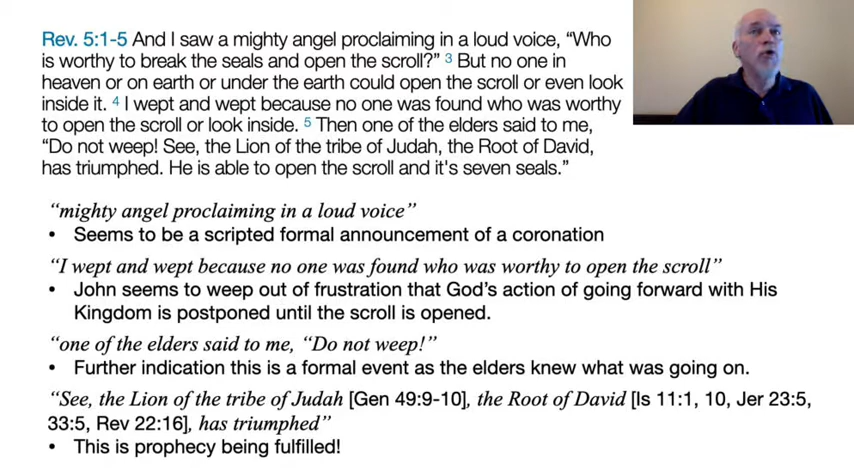 Rev. 5:1-5 And I saw a mighty angel proclaiming in a loud voice, “Who
is worthy to break the seals and open the scroll?” 3 But no one in
heaven or on earth or under the earth could open the scroll or even look
inside it. 4 I wept and wept because no one was found who was worthy
to open the scroll or look inside. 5 Then one of the elders said to me,
“Do not weep! See, the Lion of the tribe of Judah, the Root of David,
has triumphed. He is able to open the scroll and it's seven seals.”
“mighty angel proclaiming in a loud voice”
• Seems to be a scripted formal announcement of a coronation
“I wept and wept because no one was found who was worthy to open the scroll”
• John seems to weep out of frustration that God’s action of going forward with His
Kingdom is postponed until the scroll is opened.
“one of the elders said to me, “Do not weep!“
• Further indication this is a formal event as the elders knew what was going on.
“See, the Lion of the tribe of Judah [Gen 49:9-10], the Root of David [Is 11:1, 10, Jer 23:5,
33:5, Rev 22:16], has triumphed”
• This is prophecy being fulfilled!